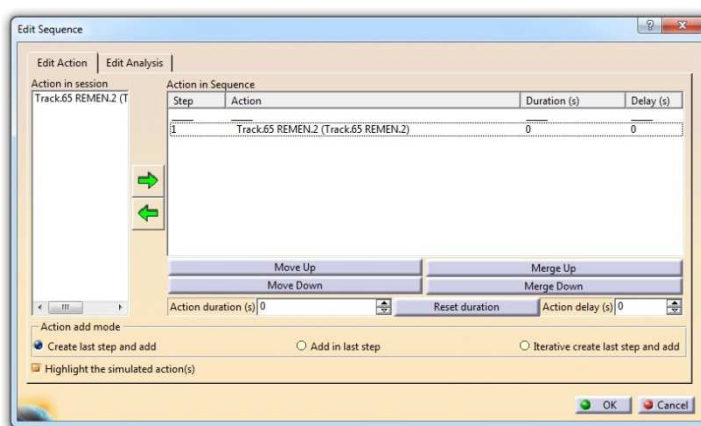 Edit Sequence
Edit Action
Edit Analysis
Action in session
Track.65 REMEN.2 (T
Action in Sequence
Step Action Duration (s) Delay (s)
1 Track.65 REMEN.2 (Track.65 REMEN.2) 0 0
Move Up Merge Up
Move Down Merge Down
Action duration (s) 0 Reset duration Action delay (s) 0
Action add mode
Create last step and add Add in last step Iterative create last step and add
Highlight the simulated action(s)
OK Cancel